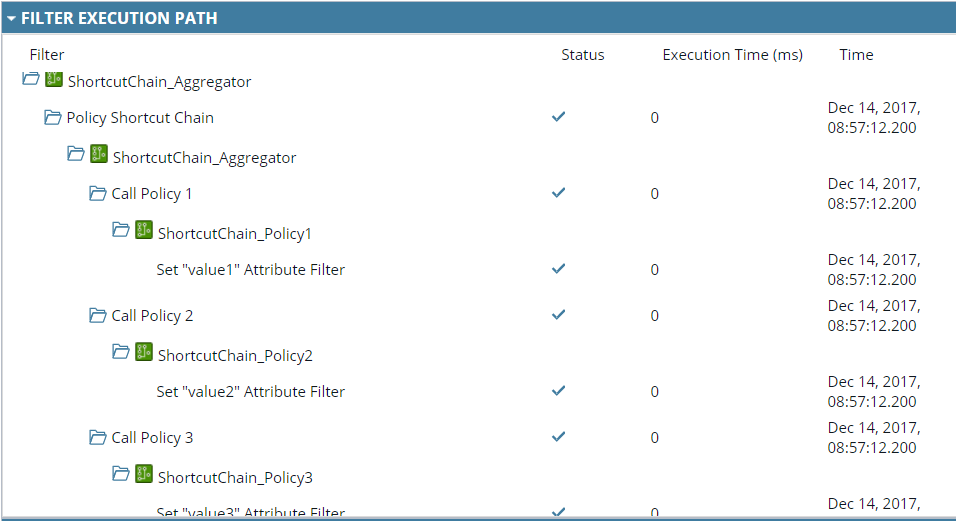 FILTER EXECUTION PATH
Filter Status Execution Time (ms) Time
ShortcutChain_Aggregator
Policy Shortcut Chain 0 Dec 14, 2017,
08:57:12.200
ShortcutChain_Aggregator
Call Policy 1 0 Dec 14, 2017,
08:57:12.200
ShortcutChain_Policy1
Set "value1" Attribute Filter 0 Dec 14, 2017,
08:57:12.200
Call Policy 2 0 Dec 14, 2017,
08:57:12.200
ShortcutChain_Policy2
Set "value2" Attribute Filter 0 Dec 14, 2017,
08:57:12.200
Call Policy 3 0 Dec 14, 2017,
08:57:12.200
ShortcutChain_Policy3
Set "value3" Attribute Filter 0 Dec 14, 2017,